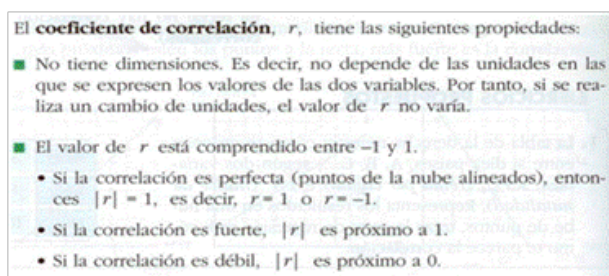 El coeficiente de correlación, r, tiene las siguientes propiedades:
■ No tiene dimensiones. Es decir, no depende de las unidades en las
que se expresen los valores de las dos variables. Por tanto, si se rea-
liza un cambio de unidades, el valor de r no varía.
■ El valor de r está comprendido entre –1 y 1.
• Si la correlación es perfecta (puntos de la nube alineados), enton-
ces |r| = 1, es decir, r = 1 o r = –1.
• Si la correlación es fuerte, |r| es próximo a 1.
• Si la correlación es débil, |r| es próximo a 0.